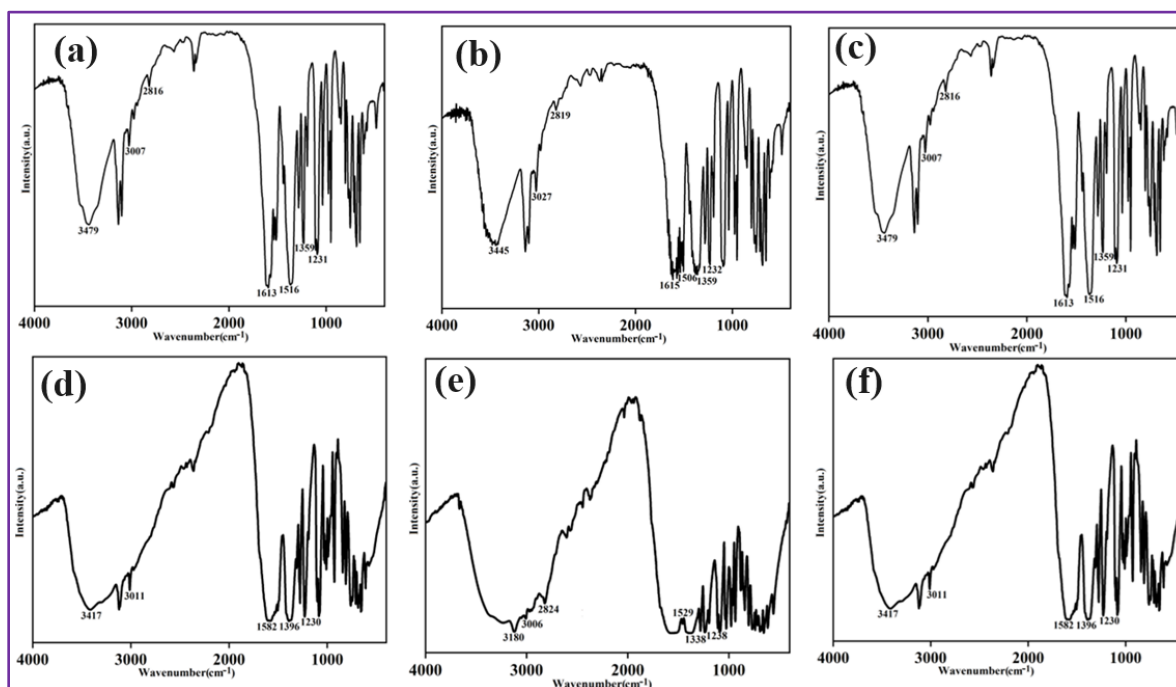 (a)
Intensity(a.u.)
2816
3007
3479
1359
1231
1613
1516
4000 3000 2000 1000
Wavenumber(cm-1)
(b)
Intensity(a.u.)
2819
3027
3445
1506 1232
1615 1359
4000 3000 2000 1000
Wavenumber(cm-1)
(c)
Intensity(a.u.)
2816
3007
3479
1359
1231
1613 1516
4000 3000 2000 1000
Wavenumber(cm-1)
(d)
Intensity(a.u.)
3011
3417
1230
1582 1396
4000 3000 2000 1000
Wavenumber(cm-1)
(e)
Intensity(a.u.)
2824
1529
3006
3180
1338 1238
4000 3000 2000 1000
Wavenumber(cm-1)
(f)
Intensity(a.u.)
3011
3417
1582 1396 1230
4000 3000 2000 1000
Wavenumber(cm-1)